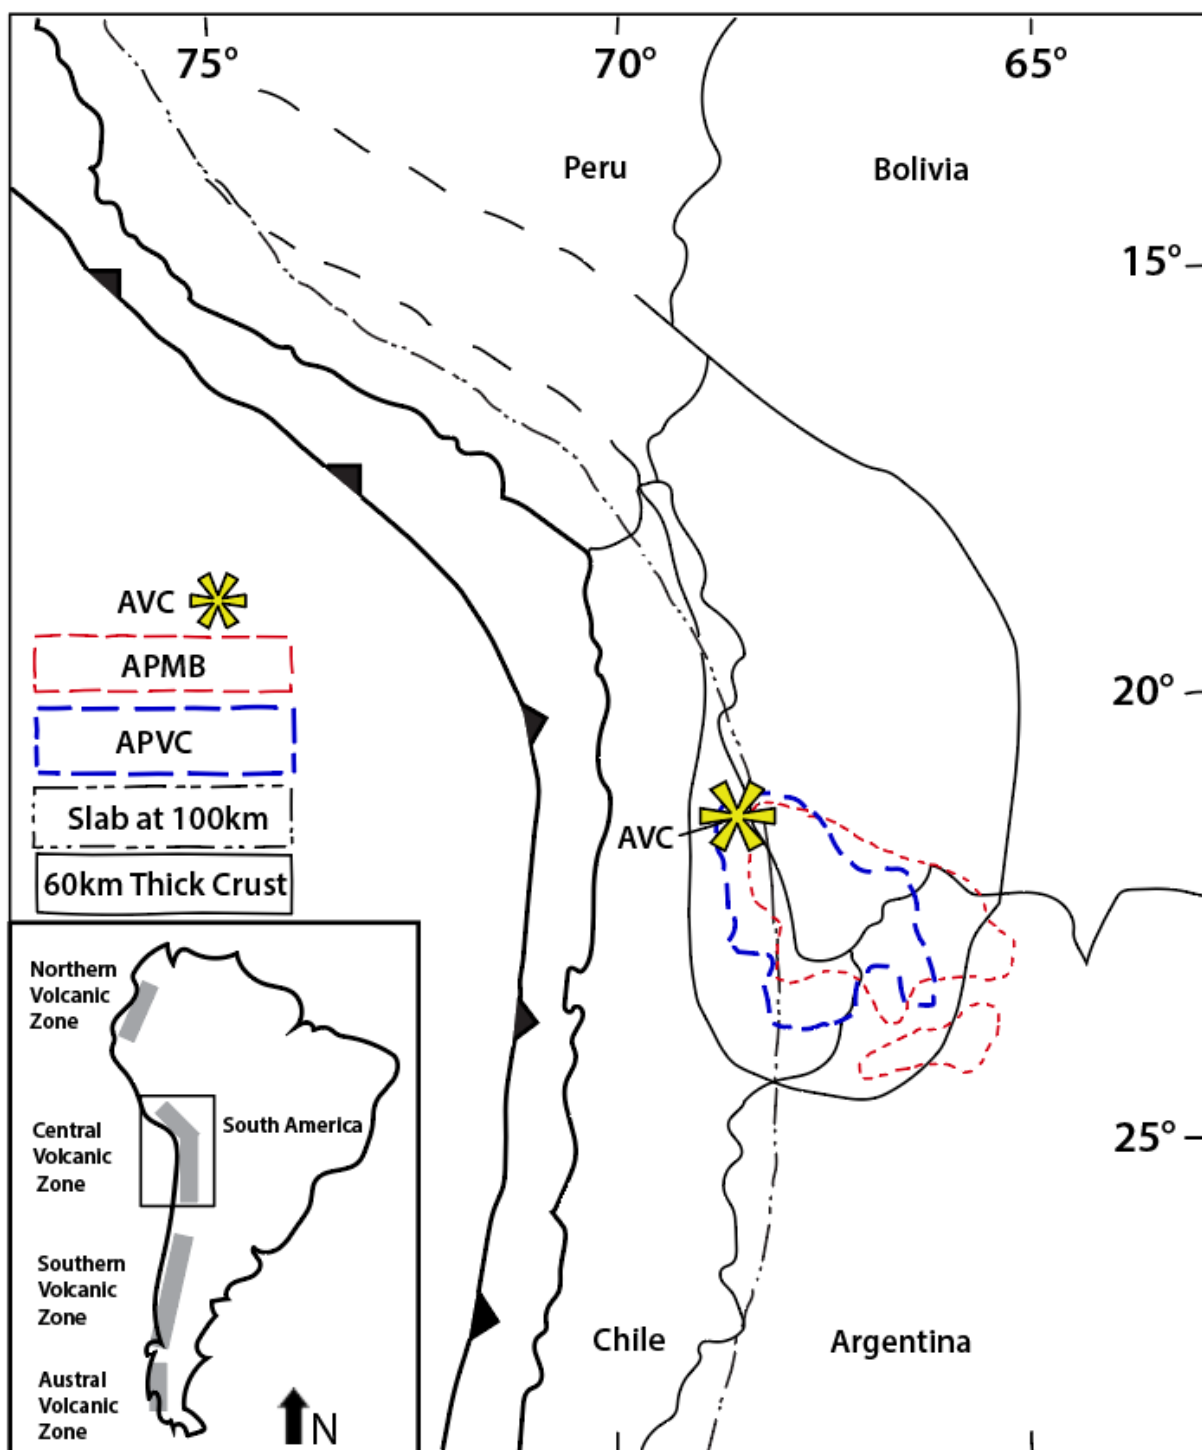 75°
70°
65°
Peru
Bolivia
15°
AVC
APMB
20°
APVC
Slab at 100km
AVC
60km Thick Crust
Northern
Volcanic
Zone
South America
Central
Volcanic
Zone
25°
Southern
Volcanic
Zone
Chile
Argentina
Austral
Volcanic
Zone
N